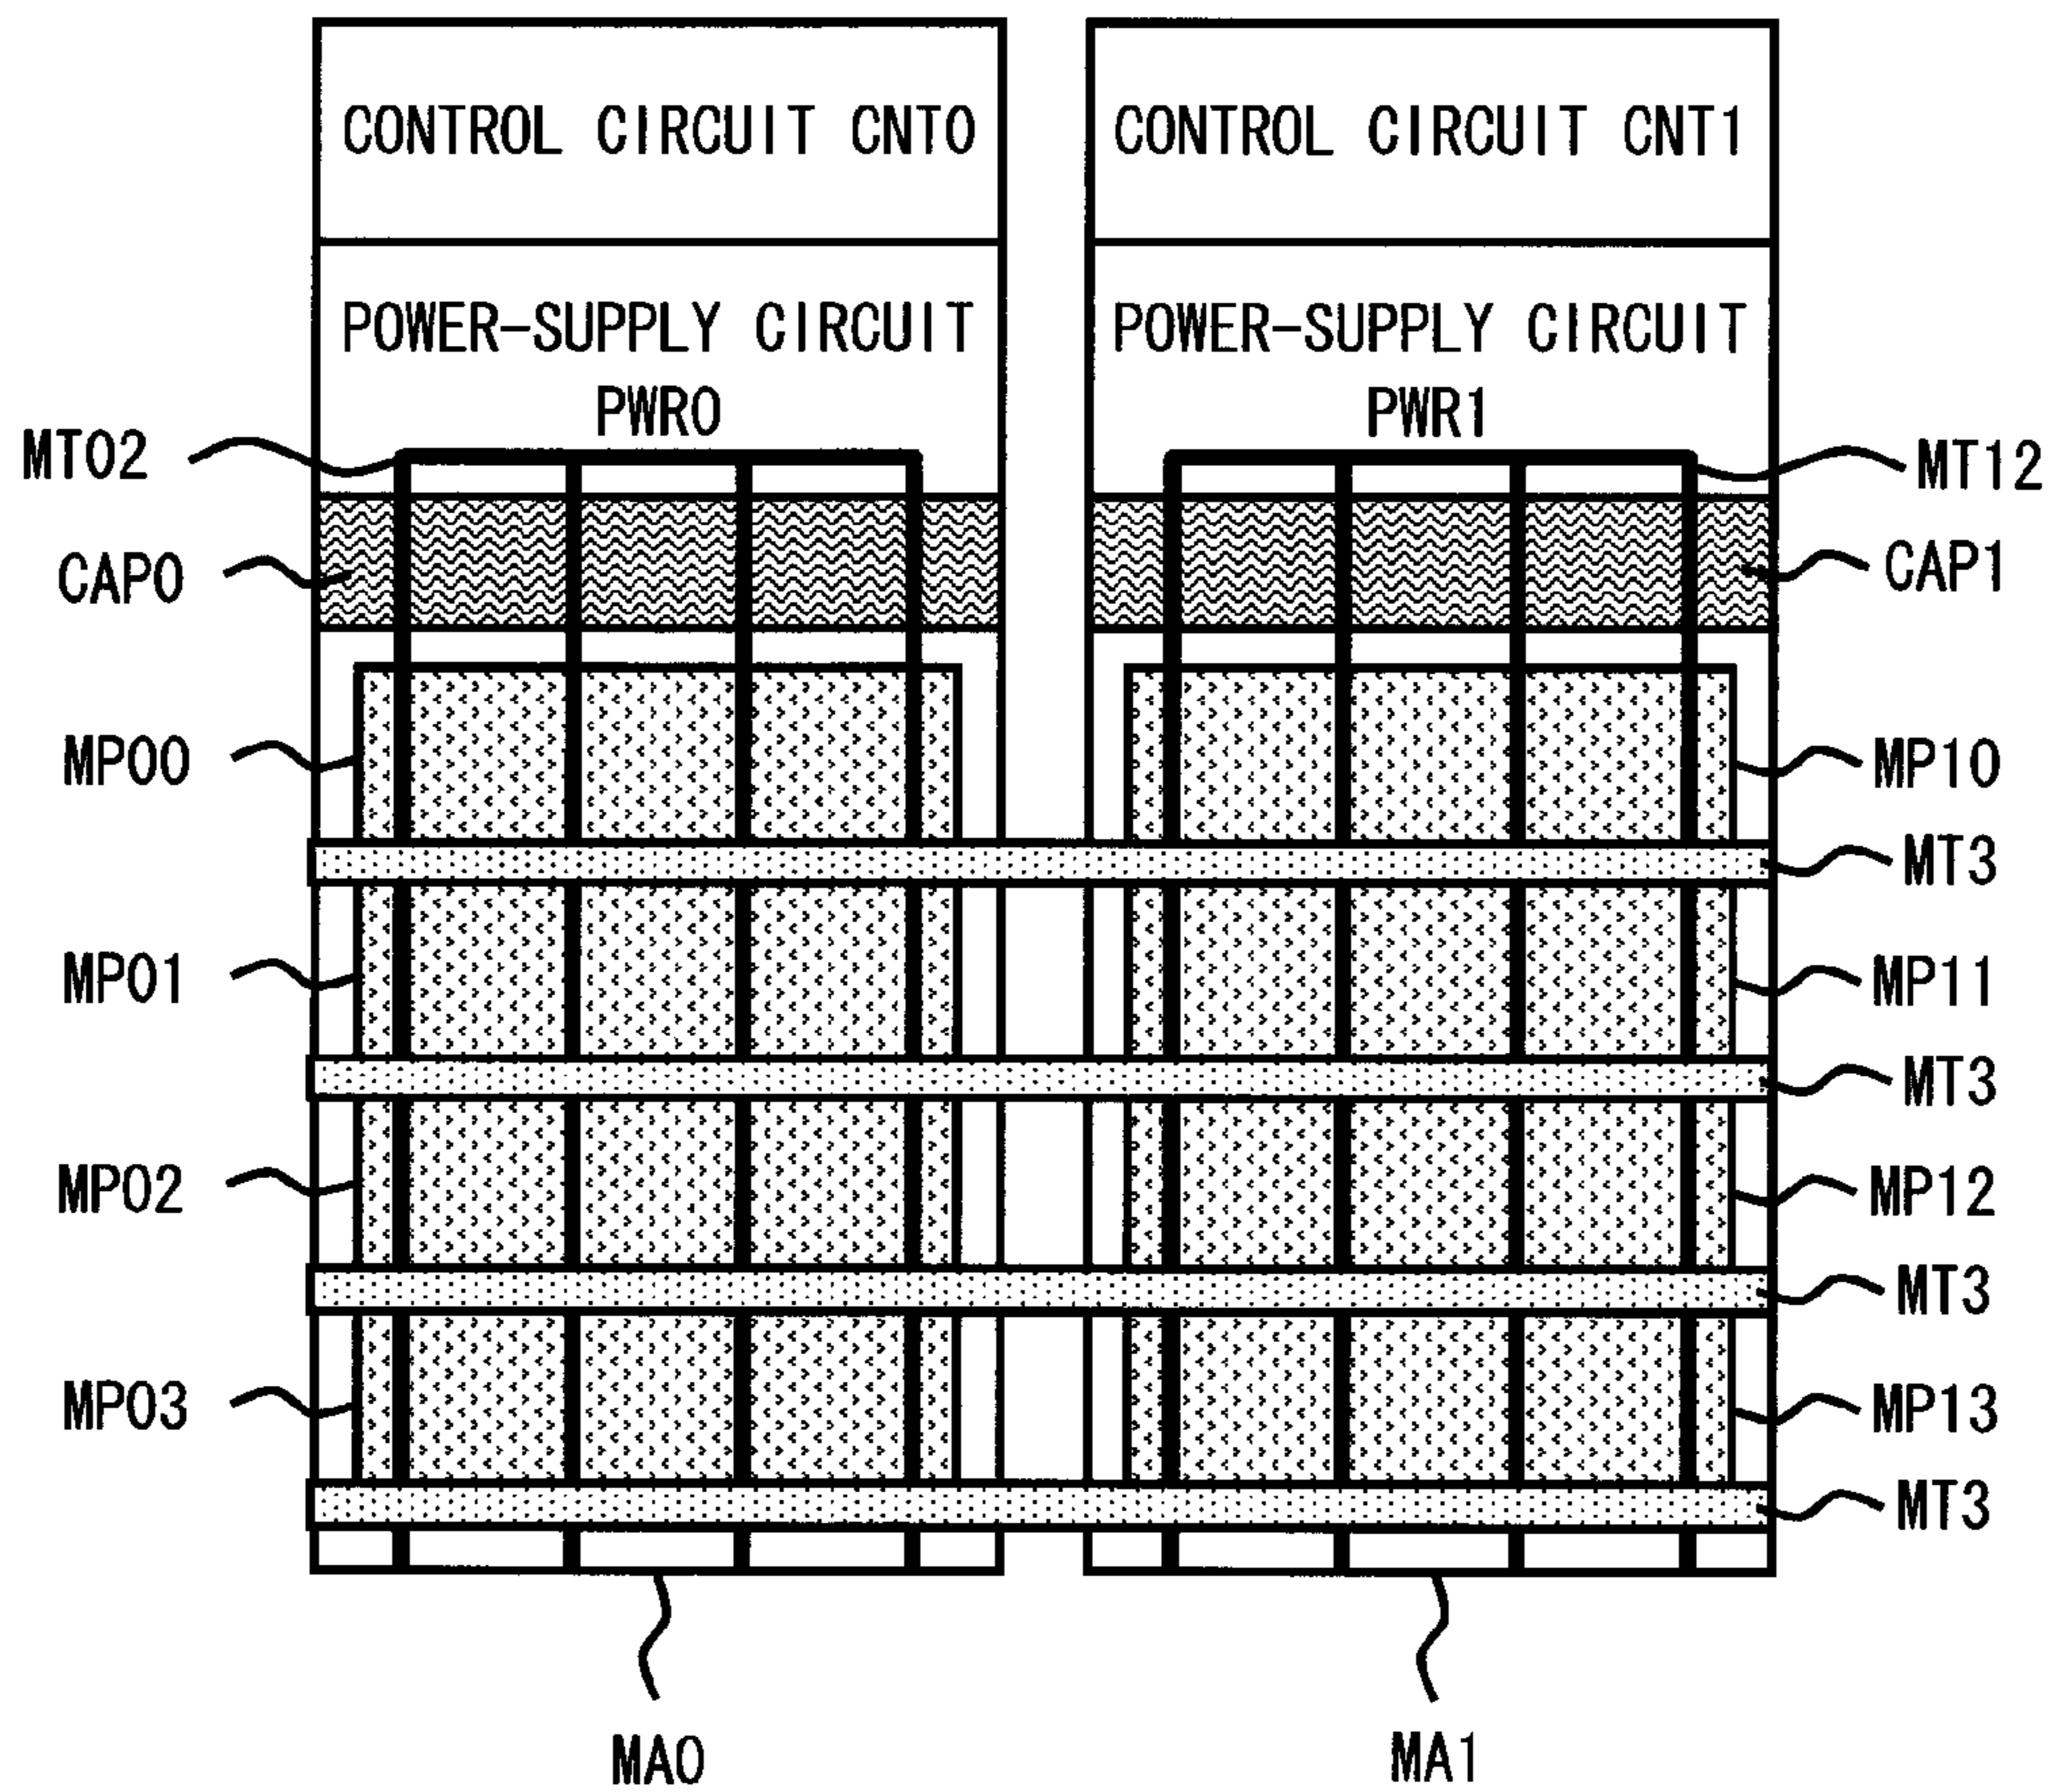 CONTROL CIRCUIT CNT0
CONTROL CIRCUIT CNT1
POWER-SUPPLY CIRCUIT
PWR0
POWER-SUPPLY CIRCUIT
PWR1
MT02
MT12
CAP0
CAP1
MP00
MP10
MT3
MP01
MP11
MT3
MP02
MP12
MT3
MP03
MP13
MT3
MA0
MA1